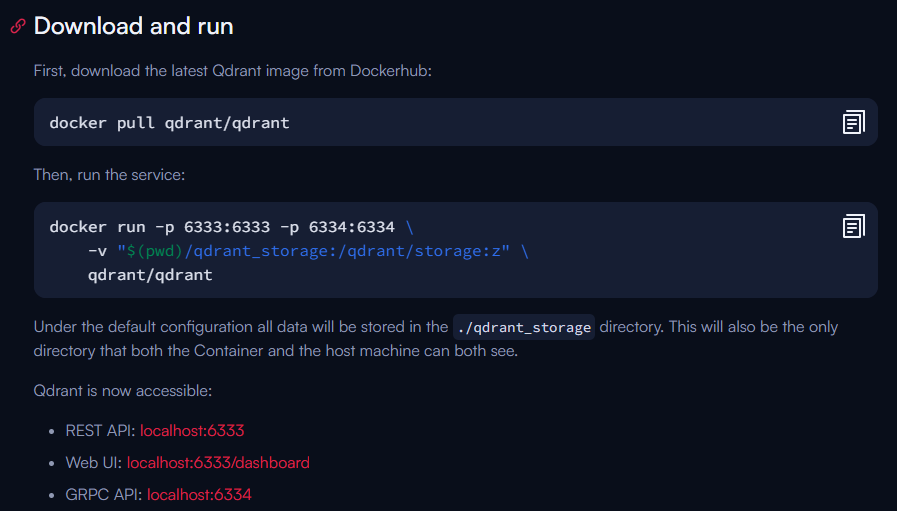 Download and run
First, download the latest Qdrant image from Dockerhub:
docker pull qdrant/qdrant
Then, run the service:
docker run -p 6333:6333 -p 6334:6334 \
    -v "$(pwd)/qdrant_storage:/qdrant/storage:z" \
    qdrant/qdrant
Under the default configuration all data will be stored in the ./qdrant_storage directory. This will also be the only
directory that both the Container and the host machine can both see.
Qdrant is now accessible:
• REST API: localhost:6333
• Web UI: localhost:6333/dashboard
• GRPC API: localhost:6334